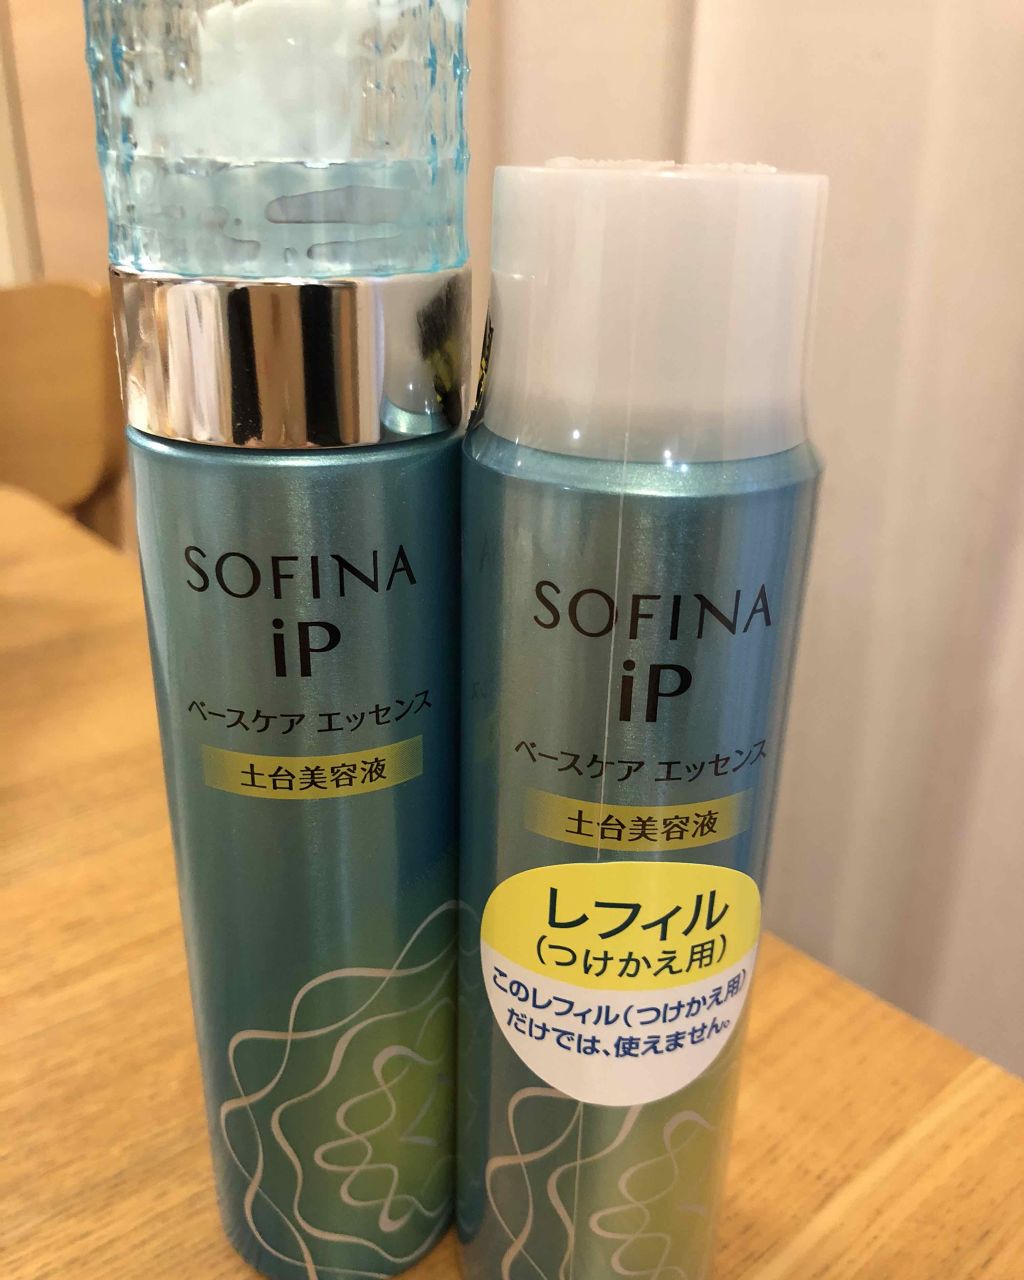 SOFINA
iP
ベースケア エッセンス
土台美容液
SOFINA
iP
ベースケア エッセンス
土台美容液
レフィル
(つけかえ用)
このレフィル(つけかえ用)
だけでは、使えません。